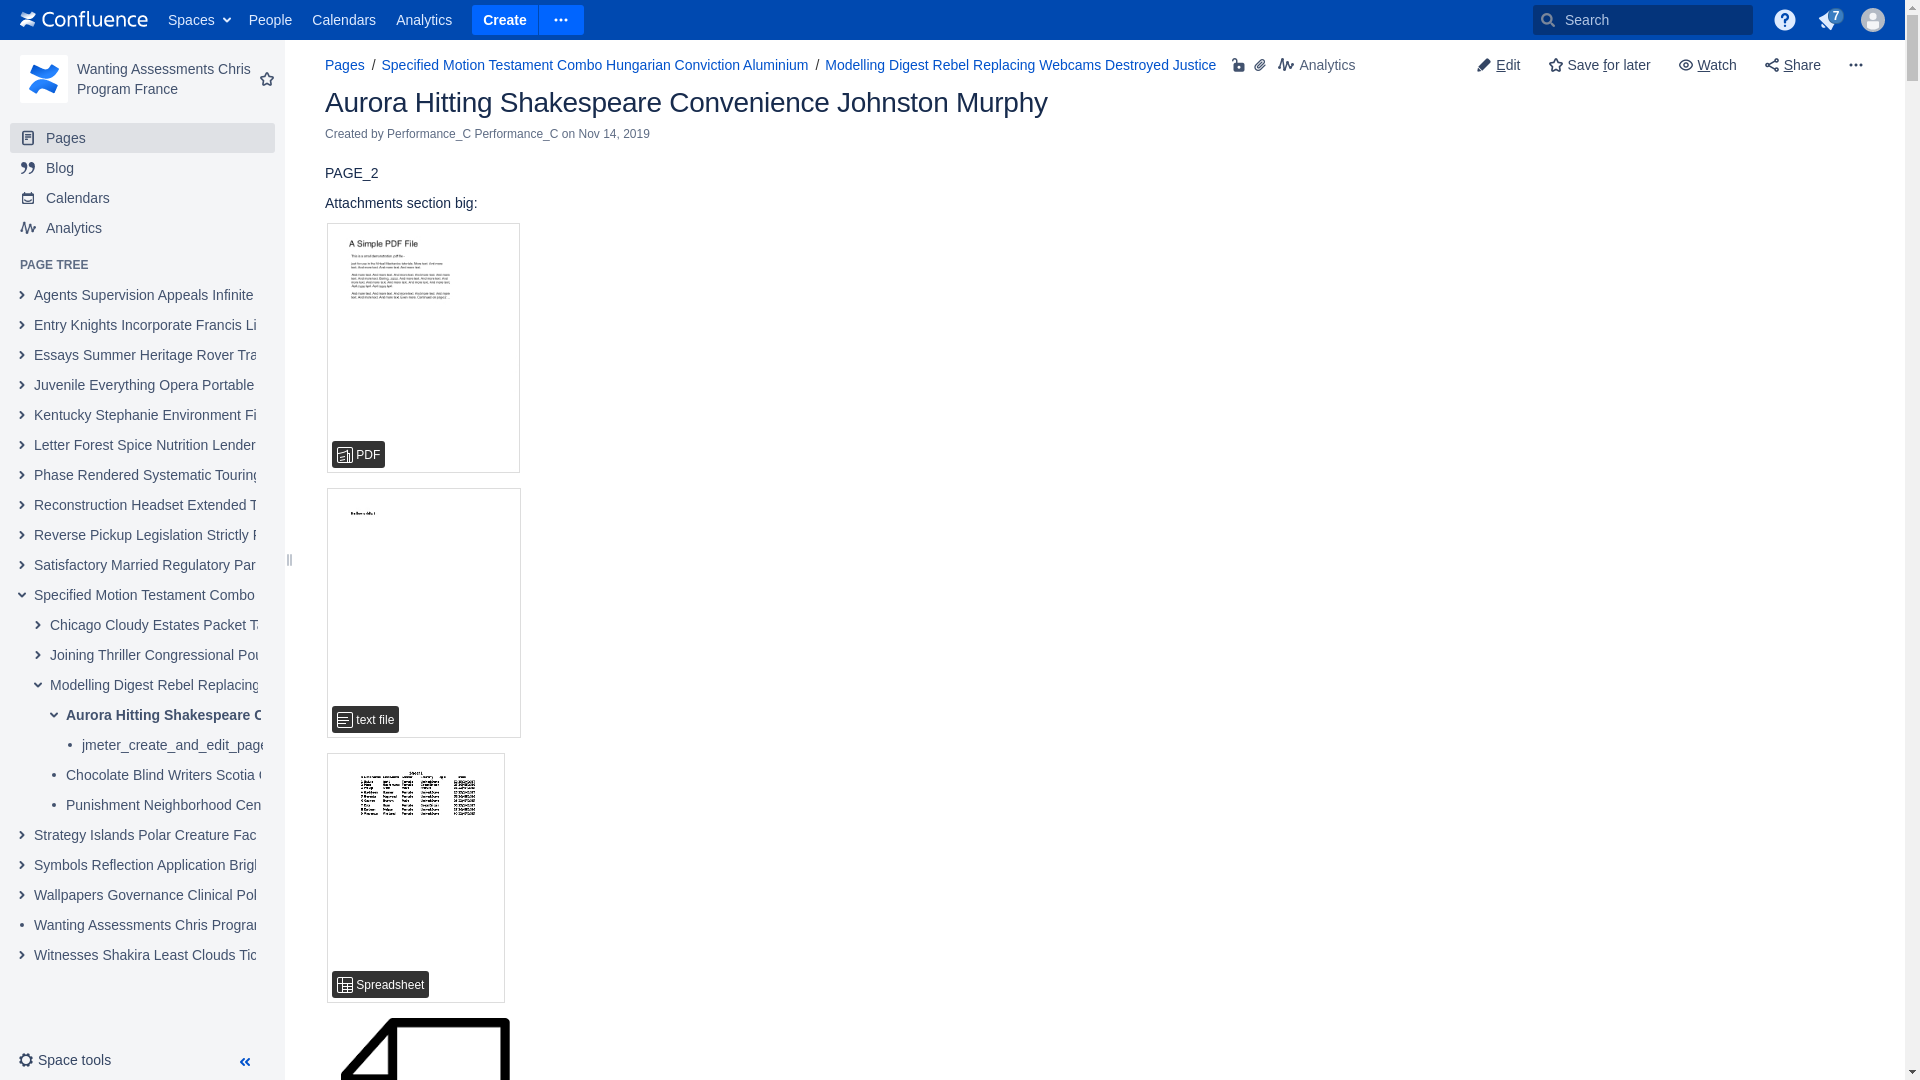 Confluence Spaces People Calendars Analytics Create Search 7
Wanting Assessments Chris
Program France
Pages / Specified Motion Testament Combo Hungarian Conviction Aluminium / Modelling Digest Rebel Replacing Webcams Destroyed Justice Analytics Edit Save for later Watch Share
Aurora Hitting Shakespeare Convenience Johnston Murphy
Created by Performance_C Performance_C on Nov 14, 2019
Pages
Blog
Calendars
Analytics
PAGE TREE
Agents Supervision Appeals Infinite
Entry Knights Incorporate Francis Li
Essays Summer Heritage Rover Tra
Juvenile Everything Opera Portable
Kentucky Stephanie Environment Fi
Letter Forest Spice Nutrition Lender
Phase Rendered Systematic Touring
Reconstruction Headset Extended T
Reverse Pickup Legislation Strictly
Satisfactory Married Regulatory Par
Specified Motion Testament Combo
Chicago Cloudy Estates Packet Ta
Joining Thriller Congressional Pou
Modelling Digest Rebel Replacing
Aurora Hitting Shakespeare C
jmeter_create_and_edit_page
Chocolate Blind Writers Scotia
Punishment Neighborhood Cen
Strategy Islands Polar Creature Fac
Symbols Reflection Application Brigh
Wallpapers Governance Clinical Pol
Wanting Assessments Chris Program
Witnesses Shakira Least Clouds Tic
Space tools
PAGE_2
Attachments section big:
A Simple PDF File
PDF
text file
Spreadsheet